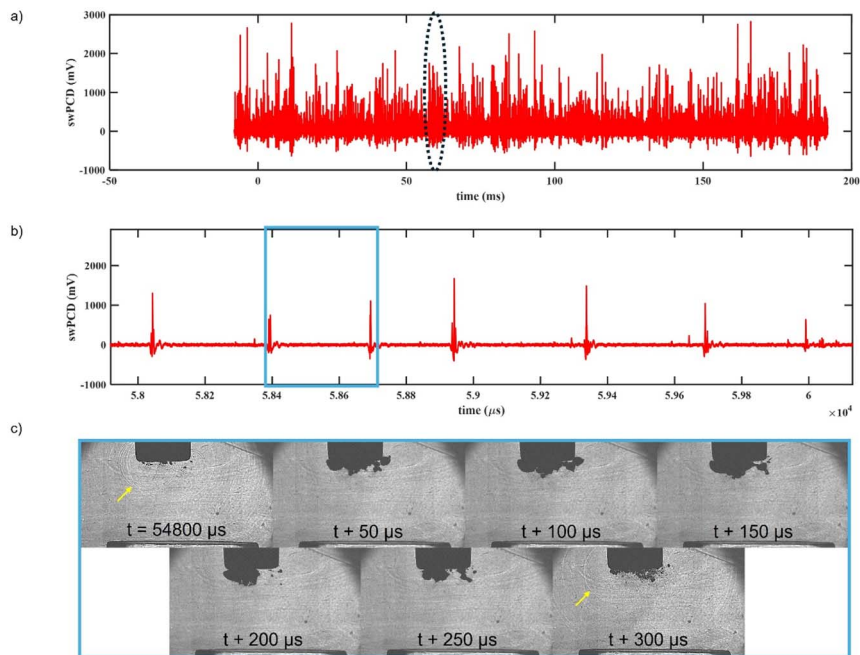 a)
3000
2000
1000
0
-1000
swPCD (mV)
-50
0
50
100
150
200
time (ms)
b)
2000
1000
0
-1000
swPCD (mV)
5.8
5.82
5.84
5.86
5.88
5.9
5.92
5.94
5.96
5.98
6
time (μs)
×10⁴
c)
t = 54800 μs
t + 50 μs
t + 100 μs
t + 150 μs
t + 200 μs
t + 250 μs
t + 300 μs